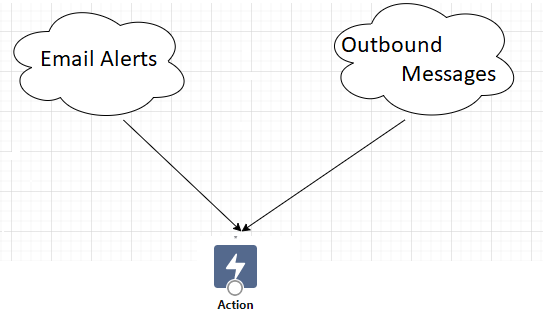 Email Alerts
Outbound
Messages
Action